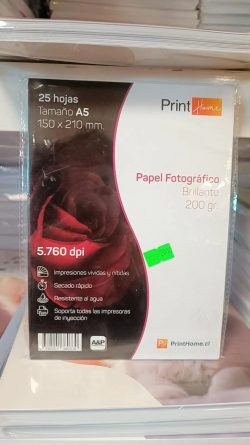 25 hojas
Tamaño A5
150 x 210 mm.
Print Home
Papel Fotográfico
Brillante
200 gr.
5.760 dpi
Impresiones vívidas y nítidas
Secado rápido
Resistente al agua
Soporta todas las impresoras
de inyección
A&P
PrintHome.cl